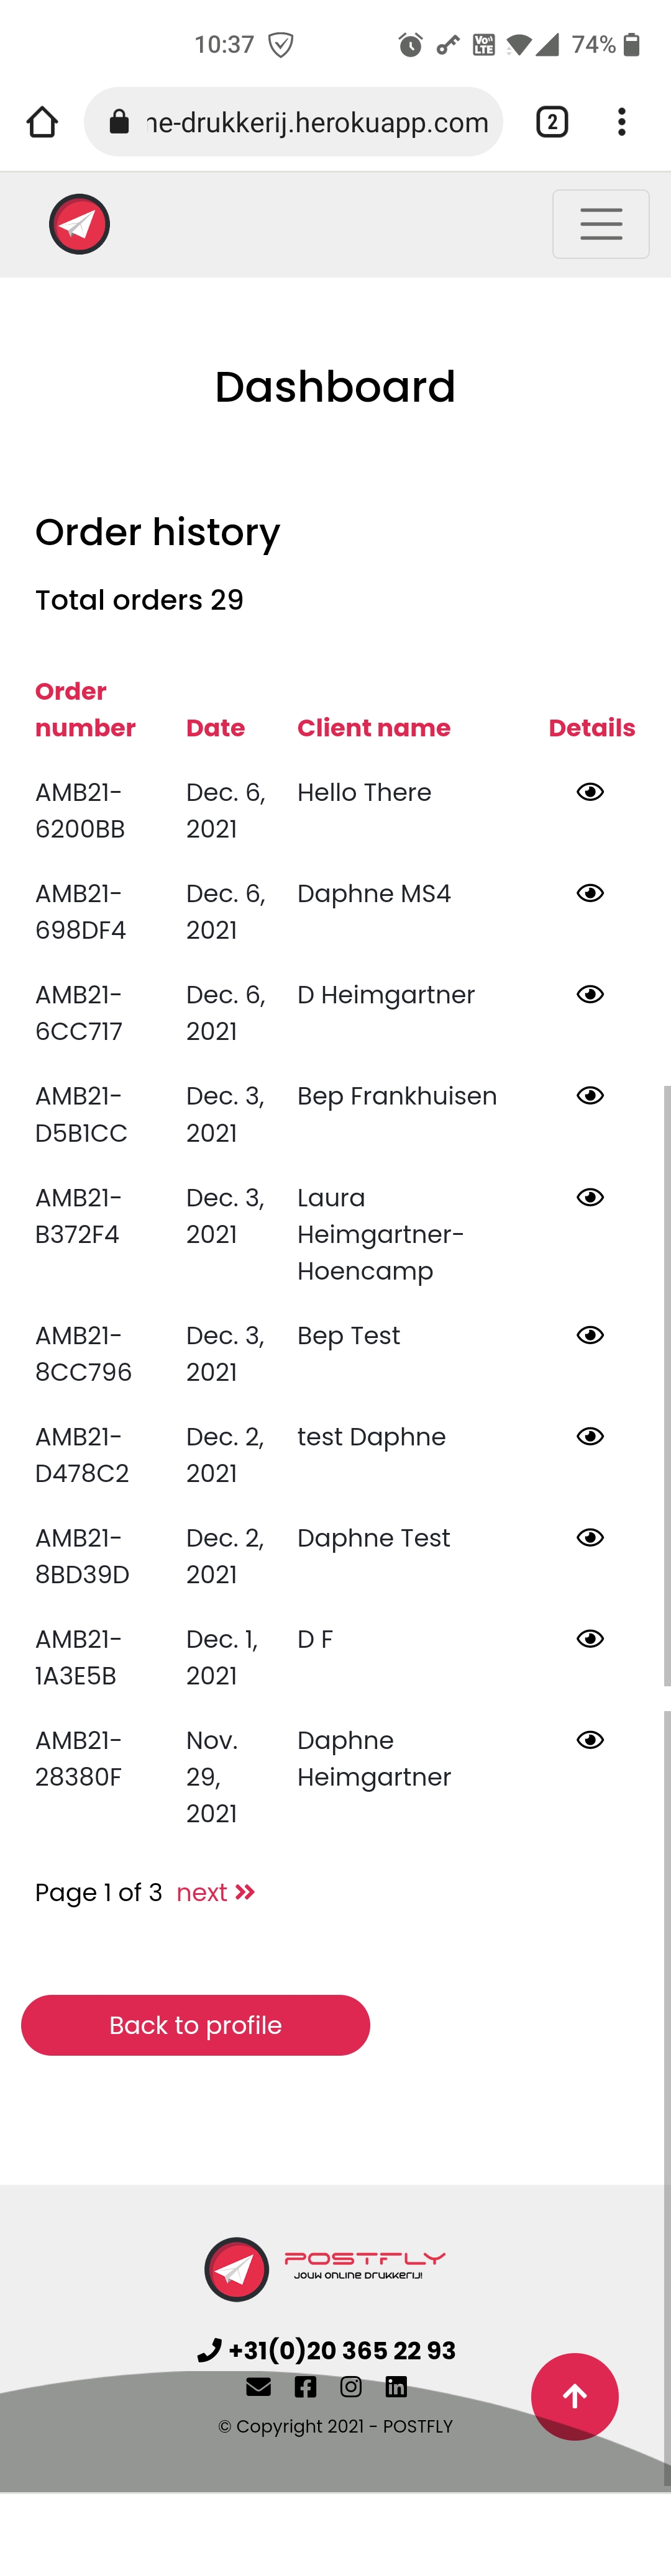 10:37
Vo LTE
74%
ne-drukkerij.herokuapp.com
2
Dashboard
Order history
Total orders 29
Order number Date Client name Details
AMB21- Dec. 6, Hello There
6200BB 2021
AMB21- Dec. 6, Daphne MS4
698DF4 2021
AMB21- Dec. 6, D Heimgartner
6CC717 2021
AMB21- Dec. 3, Bep Frankhuisen
D5B1CC 2021
AMB21- Dec. 3, Laura
B372F4 2021 Heimgartner-
Hoencamp
AMB21- Dec. 3, Bep Test
8CC796 2021
AMB21- Dec. 2, test Daphne
D478C2 2021
AMB21- Dec. 2, Daphne Test
8BD39D 2021
AMB21- Dec. 1, D F
1A3E5B 2021
AMB21- Nov. Daphne
28380F 29, Heimgartner
2021
Page 1 of 3 next »
Back to profile
POSTFLY
JOUW ONLINE DRUKKERIJ!
+31(0)20 365 22 93
© Copyright 2021 - POSTFLY